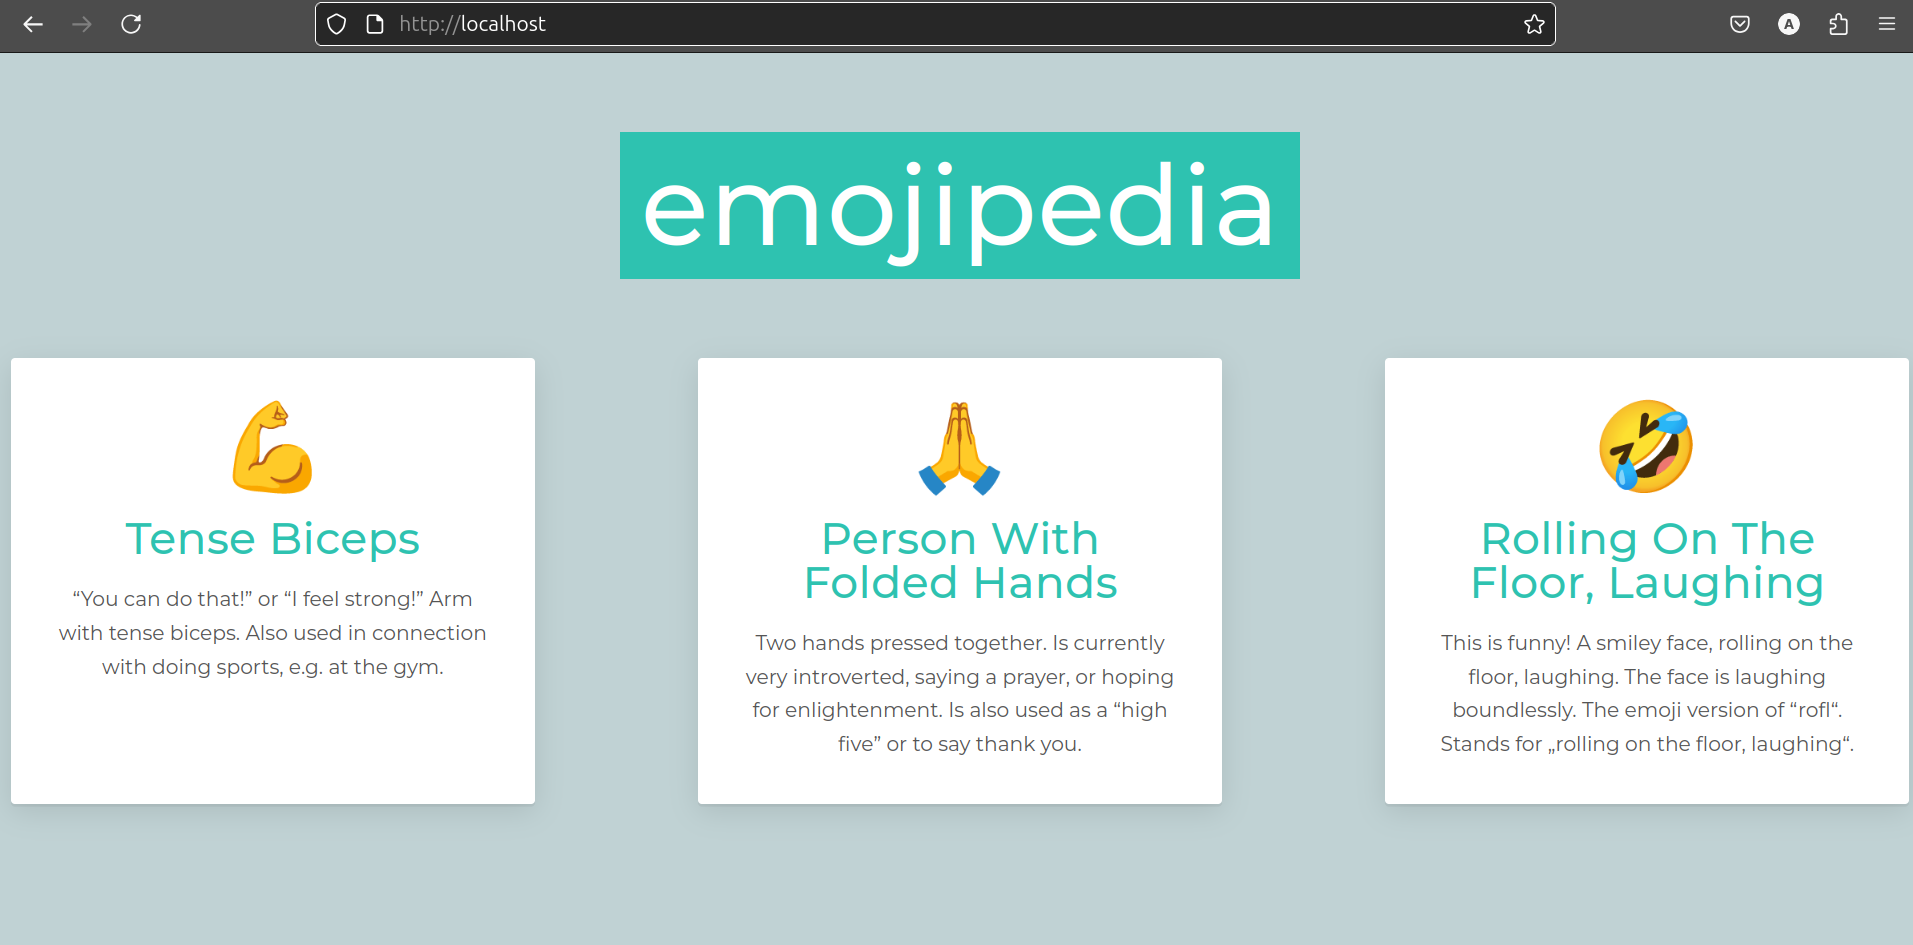 http://localhost
A
emojipedia
Tense Biceps
“You can do that!” or “I feel strong!” Arm
with tense biceps. Also used in connection
with doing sports, e.g. at the gym.
Person With
Folded Hands
Two hands pressed together. Is currently
very introverted, saying a prayer, or hoping
for enlightenment. Is also used as a “high
five” or to say thank you.
Rolling On The
Floor, Laughing
This is funny! A smiley face, rolling on the
floor, laughing. The face is laughing
boundlessly. The emoji version of “rofl“.
Stands for „rolling on the floor, laughing“.